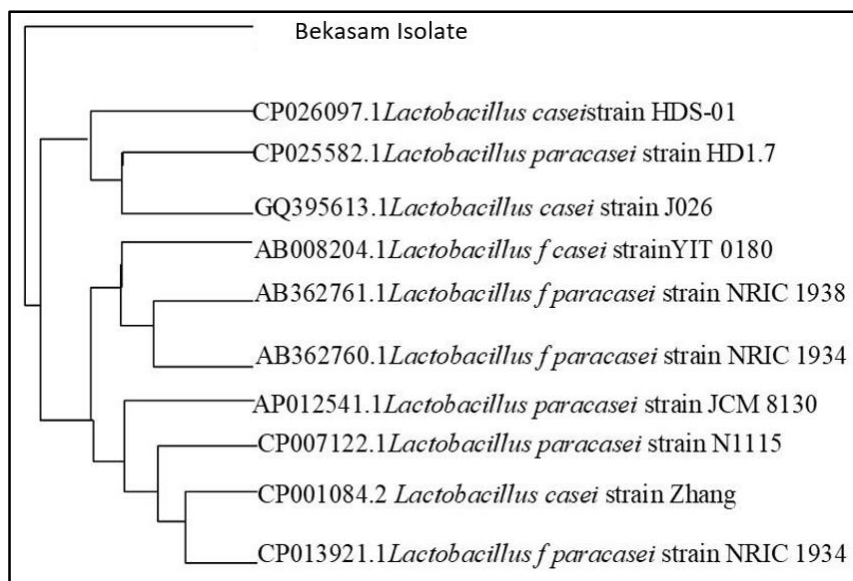 Bekasam Isolate
CP026097.1Lactobacillus caseistrain HDS-01
CP025582.1Lactobacillus paracasei strain HD1.7
GQ395613.1Lactobacillus casei strain J026
AB008204.1Lactobacillus f casei strainYIT 0180
AB362761.1Lactobacillus f paracasei strain NRIC 1938
AB362760.1Lactobacillus f paracasei strain NRIC 1934
AP012541.1Lactobacillus paracasei strain JCM 8130
CP007122.1Lactobacillus paracasei strain N1115
CP001084.2 Lactobacillus casei strain Zhang
CP013921.1Lactobacillus f paracasei strain NRIC 1934